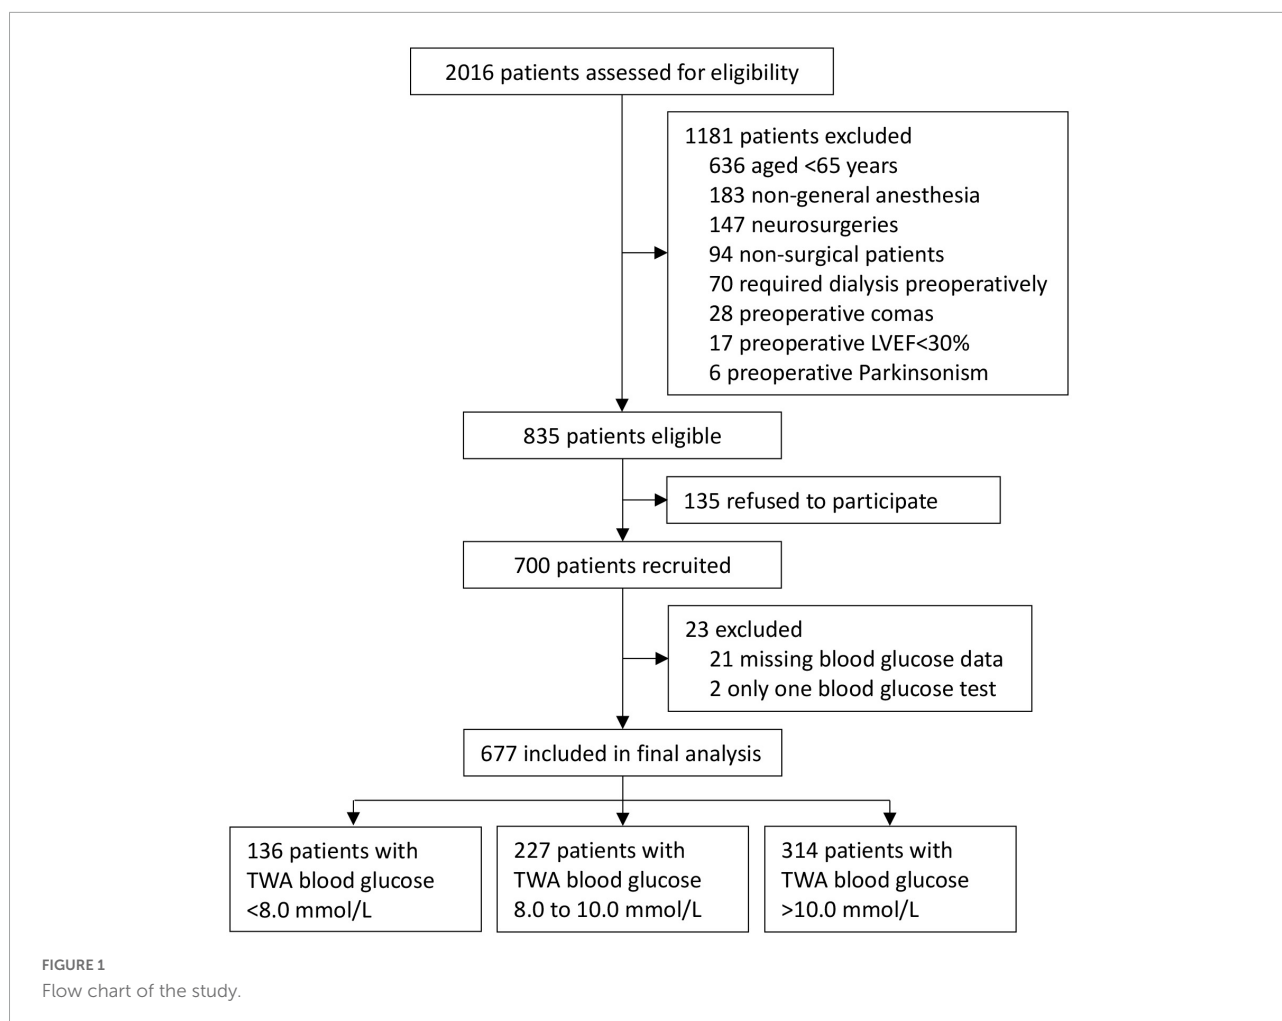 2016 patients assessed for eligibility
1181 patients excluded
636 aged <65 years
183 non-general anesthesia
147 neurosurgeries
94 non-surgical patients
70 required dialysis preoperatively
28 preoperative comas
17 preoperative LVEF<30%
6 preoperative Parkinsonism
835 patients eligible
135 refused to participate
700 patients recruited
23 excluded
21 missing blood glucose data
2 only one blood glucose test
677 included in final analysis
136 patients with
TWA blood glucose
<8.0 mmol/L
227 patients with
TWA blood glucose
8.0 to 10.0 mmol/L
314 patients with
TWA blood glucose
>10.0 mmol/L
FIGURE 1
Flow chart of the study.